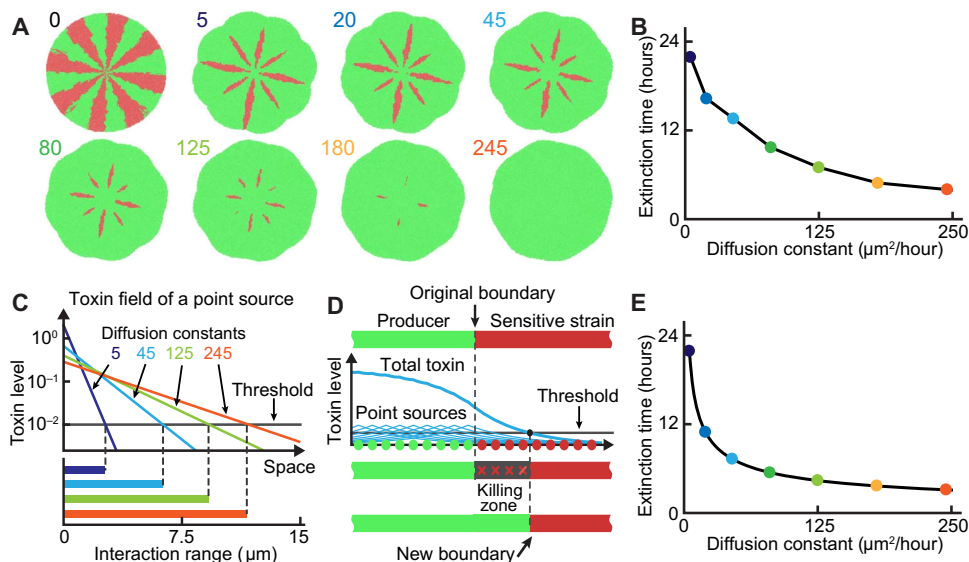 A
0
5
20
45
80
125
180
245
B
Extinction time (hours)
24
12
0
0
125
250
Diffusion constant (µm²/hour)
C
Toxin field of a point source
Toxin level
10⁰
10⁻¹
10⁻²
Diffusion constants
5 45 125 245
Threshold
Space
0
7.5
15
Interaction range (µm)
D
Original boundary
Producer
Sensitive strain
Toxin level
Total toxin
Point sources
Threshold
Killing
zone
New boundary
E
Extinction time (hours)
24
12
0
0
125
250
Diffusion constant (µm²/hour)